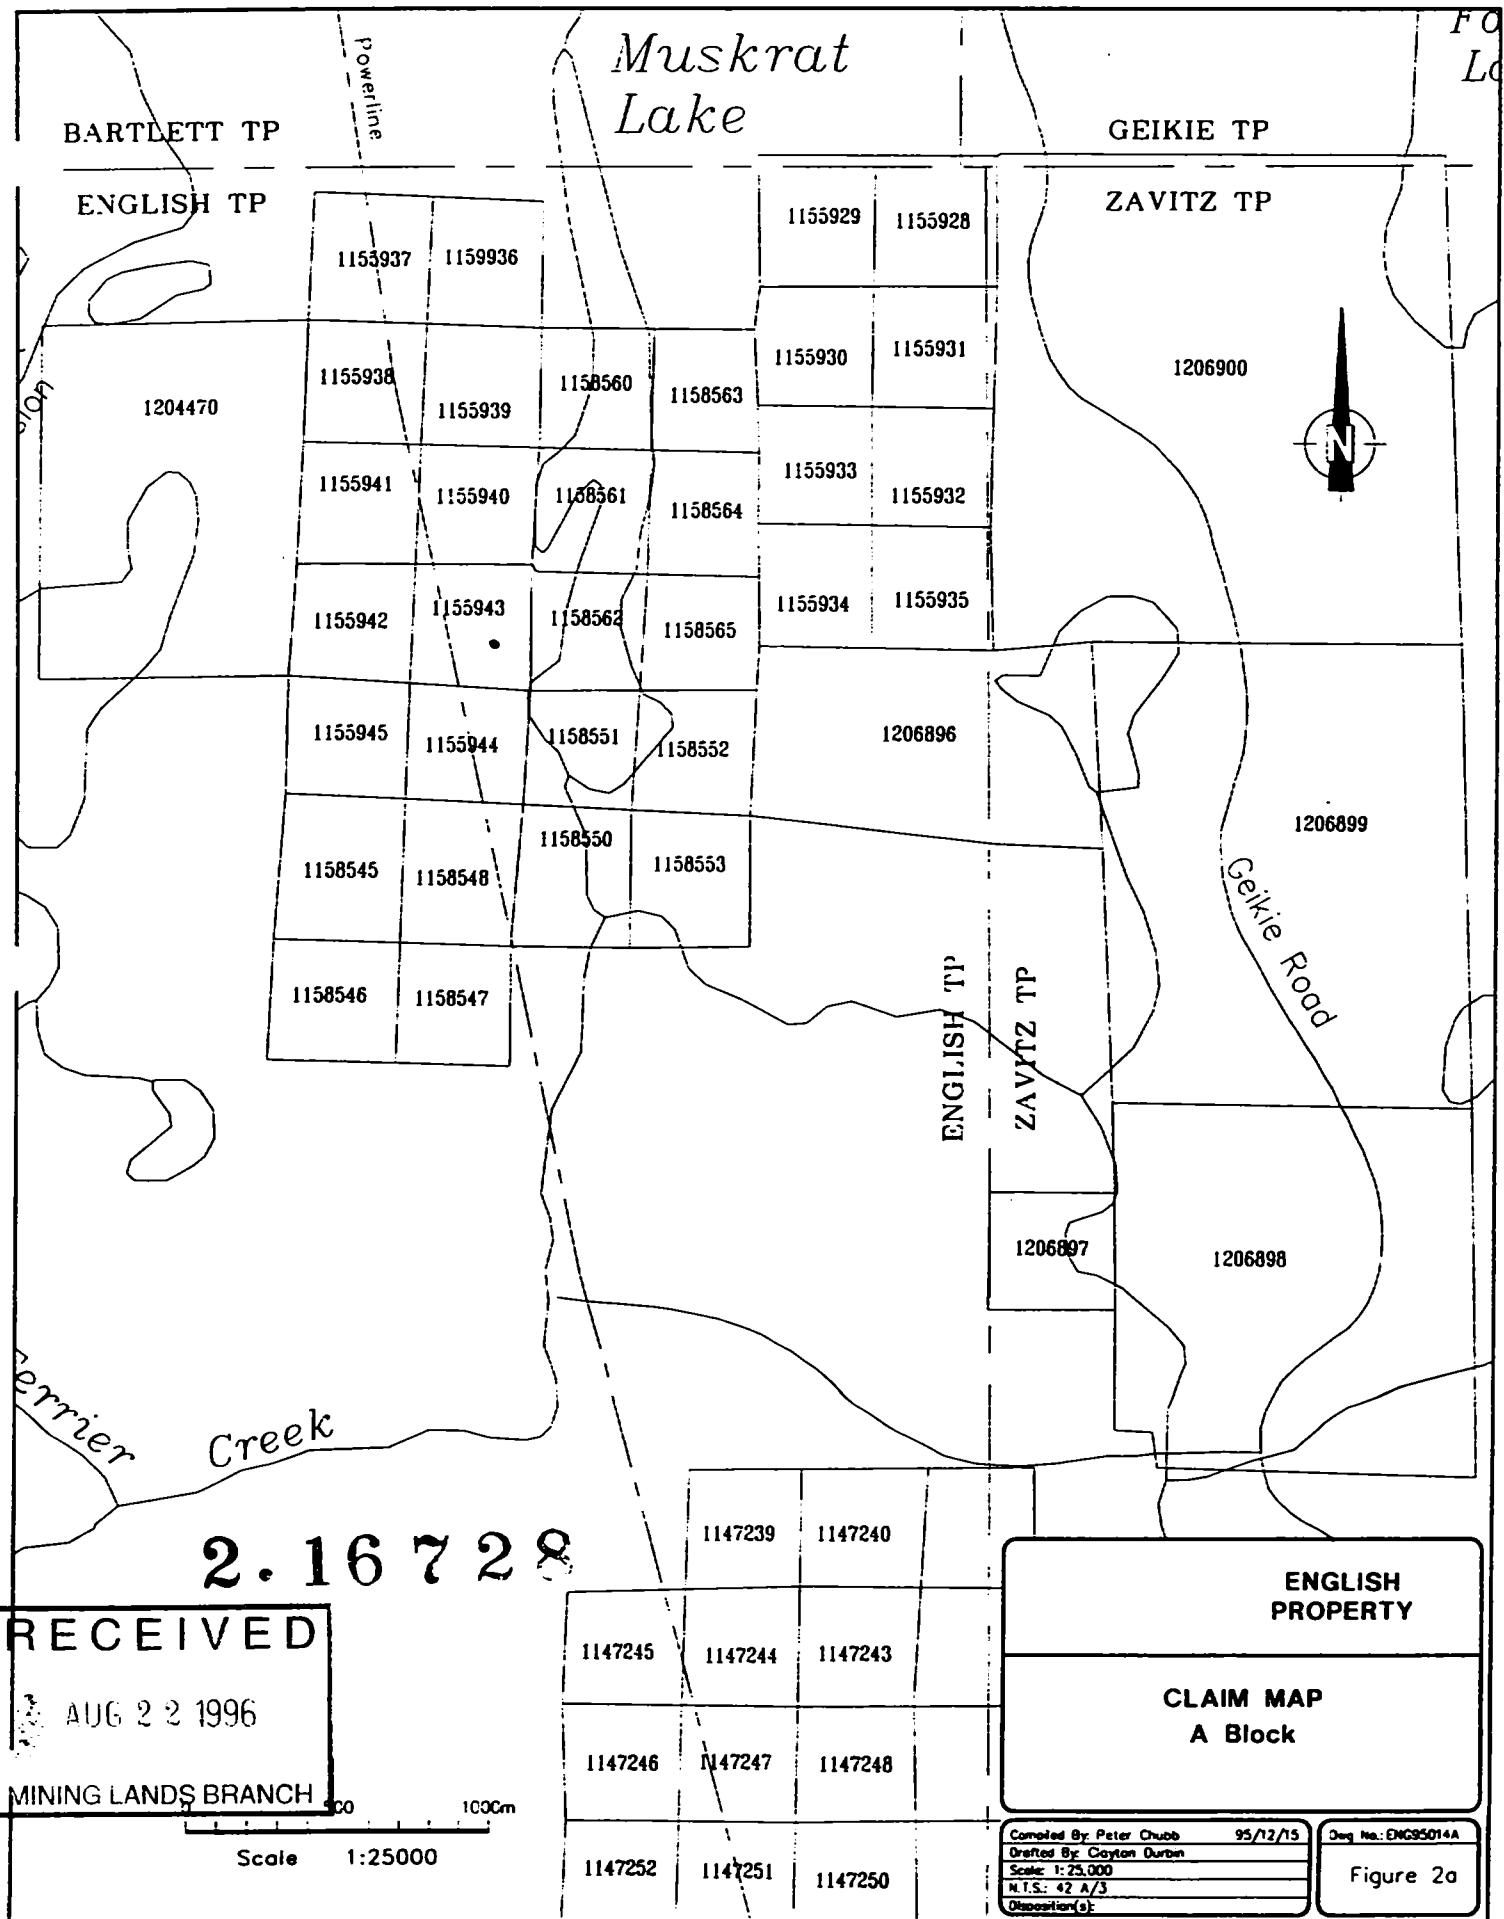 Muskrat
Lake
Powerline
BARTLETT TP
GEIKIE TP
ENGLISH TP
ZAVITZ TP
1155929
1155928
1155937
1159936
1155930
1155931
1206900
1155938
1158560
1158563
1204470
1155939
N
1155933
1155932
1155941
1155940
1158561
1158564
1155934
1155935
1155942
1155943
1158562
1158565
1155945
1155944
1158551
1158552
1206896
1206899
1158545
1158548
1158550
1158553
Geikie Road
1158546
1158547
ENGLISH TP
ZAVITZ TP
1206897
1206898
Creek
1147239
1147240
2.16728
RECEIVED
AUG 22 1996
MINING LANDS BRANCH
1147245
1147244
1147243
1147246
1147247
1147248
1147252
1147251
1147250
0 500 1000m
Scale 1:25000
ENGLISH
PROPERTY
CLAIM MAP
A Block
Compiled By: Peter Chubb 95/12/15
Drafted By: Clayton Durbin
Scale: 1:25,000
N.T.S.: 42 A/3
Disposition(s):
Dwg No.: ENG95014A
Figure 2a